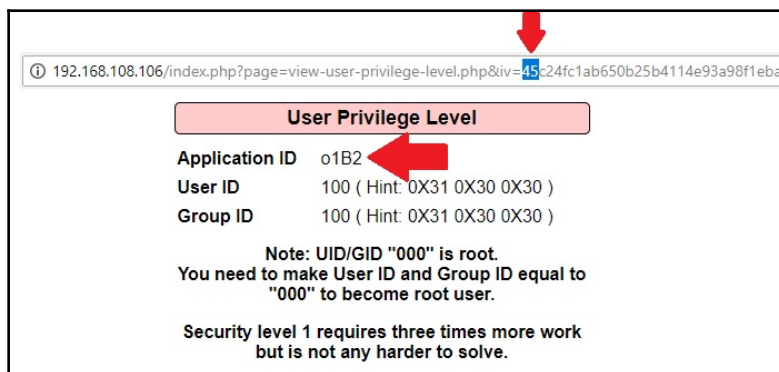 192.168.108.106/index.php?page=view-user-privilege-level.php&iv=45c24fc1ab650b25b4114e93a98f1eba
User Privilege Level
Application ID o1B2
User ID 100 ( Hint: 0X31 0X30 0X30 )
Group ID 100 ( Hint: 0X31 0X30 0X30 )
Note: UID/GID "000" is root.
You need to make User ID and Group ID equal to
"000" to become root user.
Security level 1 requires three times more work
but is not any harder to solve.